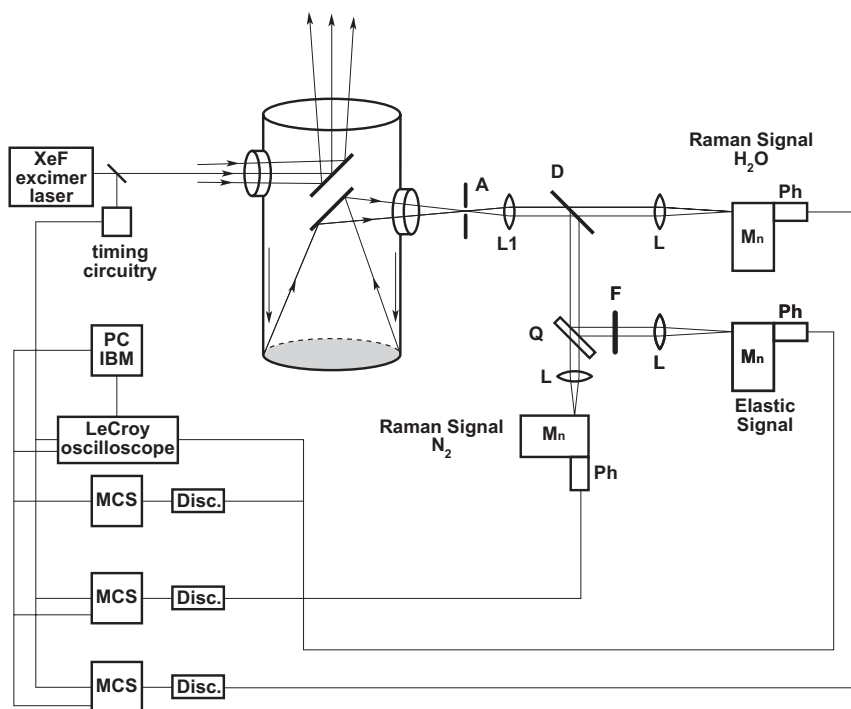 XeF
excimer
laser
timing
circuitry
A
L1
D
L
Raman Signal
H₂O
Ph
Mn
Q
F
L
Ph
Mn
Elastic
Signal
L
Raman Signal
N₂
Mn
Ph
PC
IBM
LeCroy
oscilloscope
MCS
Disc.
MCS
Disc.
MCS
Disc.